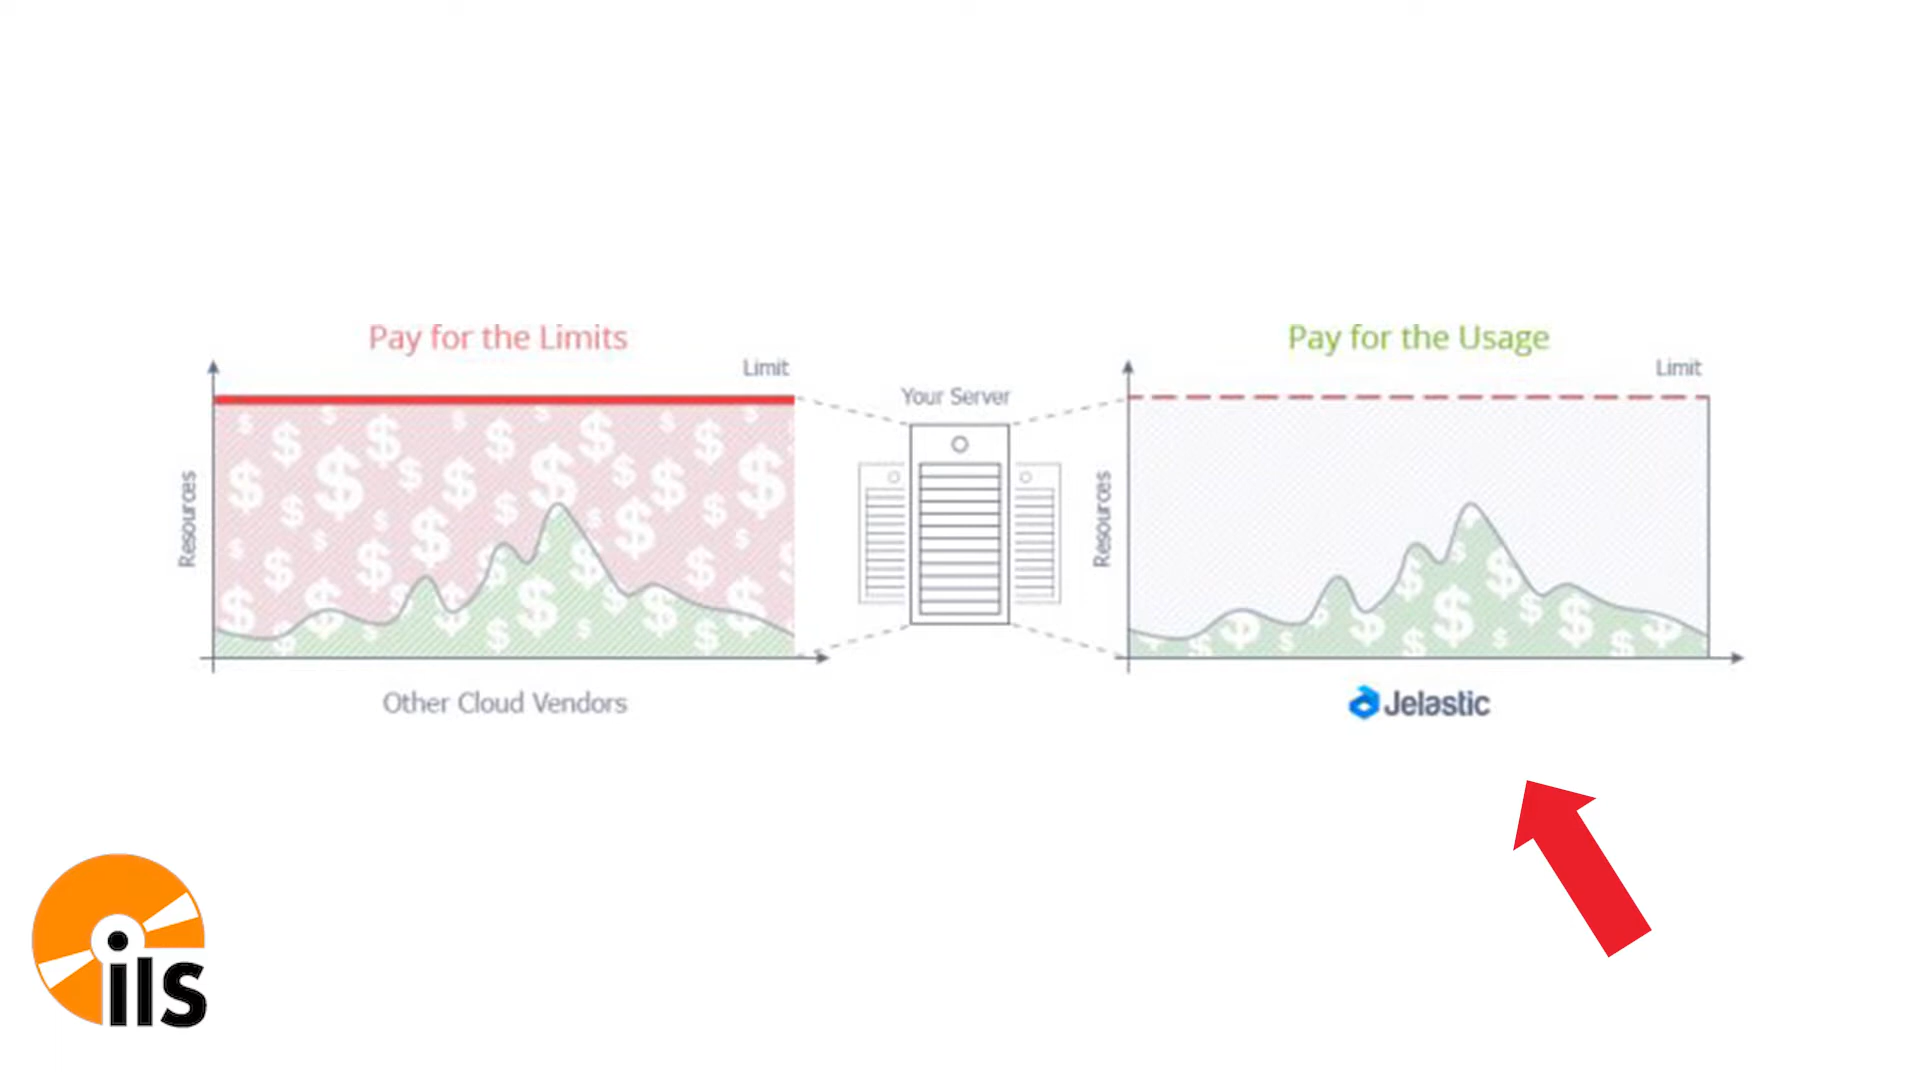 Pay for the Limits
Limit
Resources
Other Cloud Vendors
Your Server
Pay for the Usage
Limit
Resources
Jelastic
ils